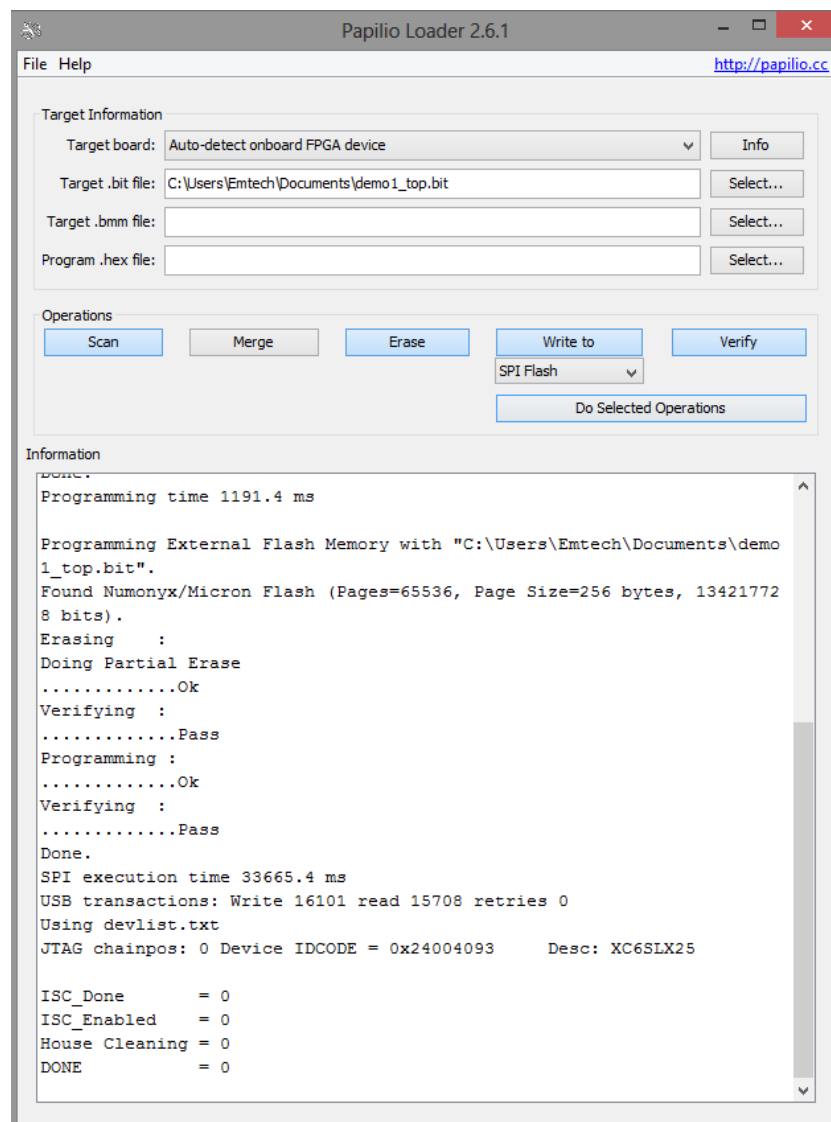 Papilio Loader 2.6.1
File Help http://papilio.cc
Target Information
Target board: Auto-detect onboard FPGA device Info
Target .bit file: C:\Users\Emtech\Documents\demo1_top.bit Select...
Target .bmm file: Select...
Program .hex file: Select...
Operations
Scan Merge Erase Write to Verify
SPI Flash
Do Selected Operations
Information
Done.
Programming time 1191.4 ms
Programming External Flash Memory with "C:\Users\Emtech\Documents\demo
1_top.bit".
Found Numonyx/Micron Flash (Pages=65536, Page Size=256 bytes, 13421772
8 bits).
Erasing    :
Doing Partial Erase
.............Ok
Verifying  :
.............Pass
Programming :
.............Ok
Verifying  :
.............Pass
Done.
SPI execution time 33665.4 ms
USB transactions: Write 16101 read 15708 retries 0
Using devlist.txt
JTAG chainpos: 0 Device IDCODE = 0x24004093     Desc: XC6SLX25
ISC_Done       = 0
ISC_Enabled    = 0
House Cleaning = 0
DONE           = 0